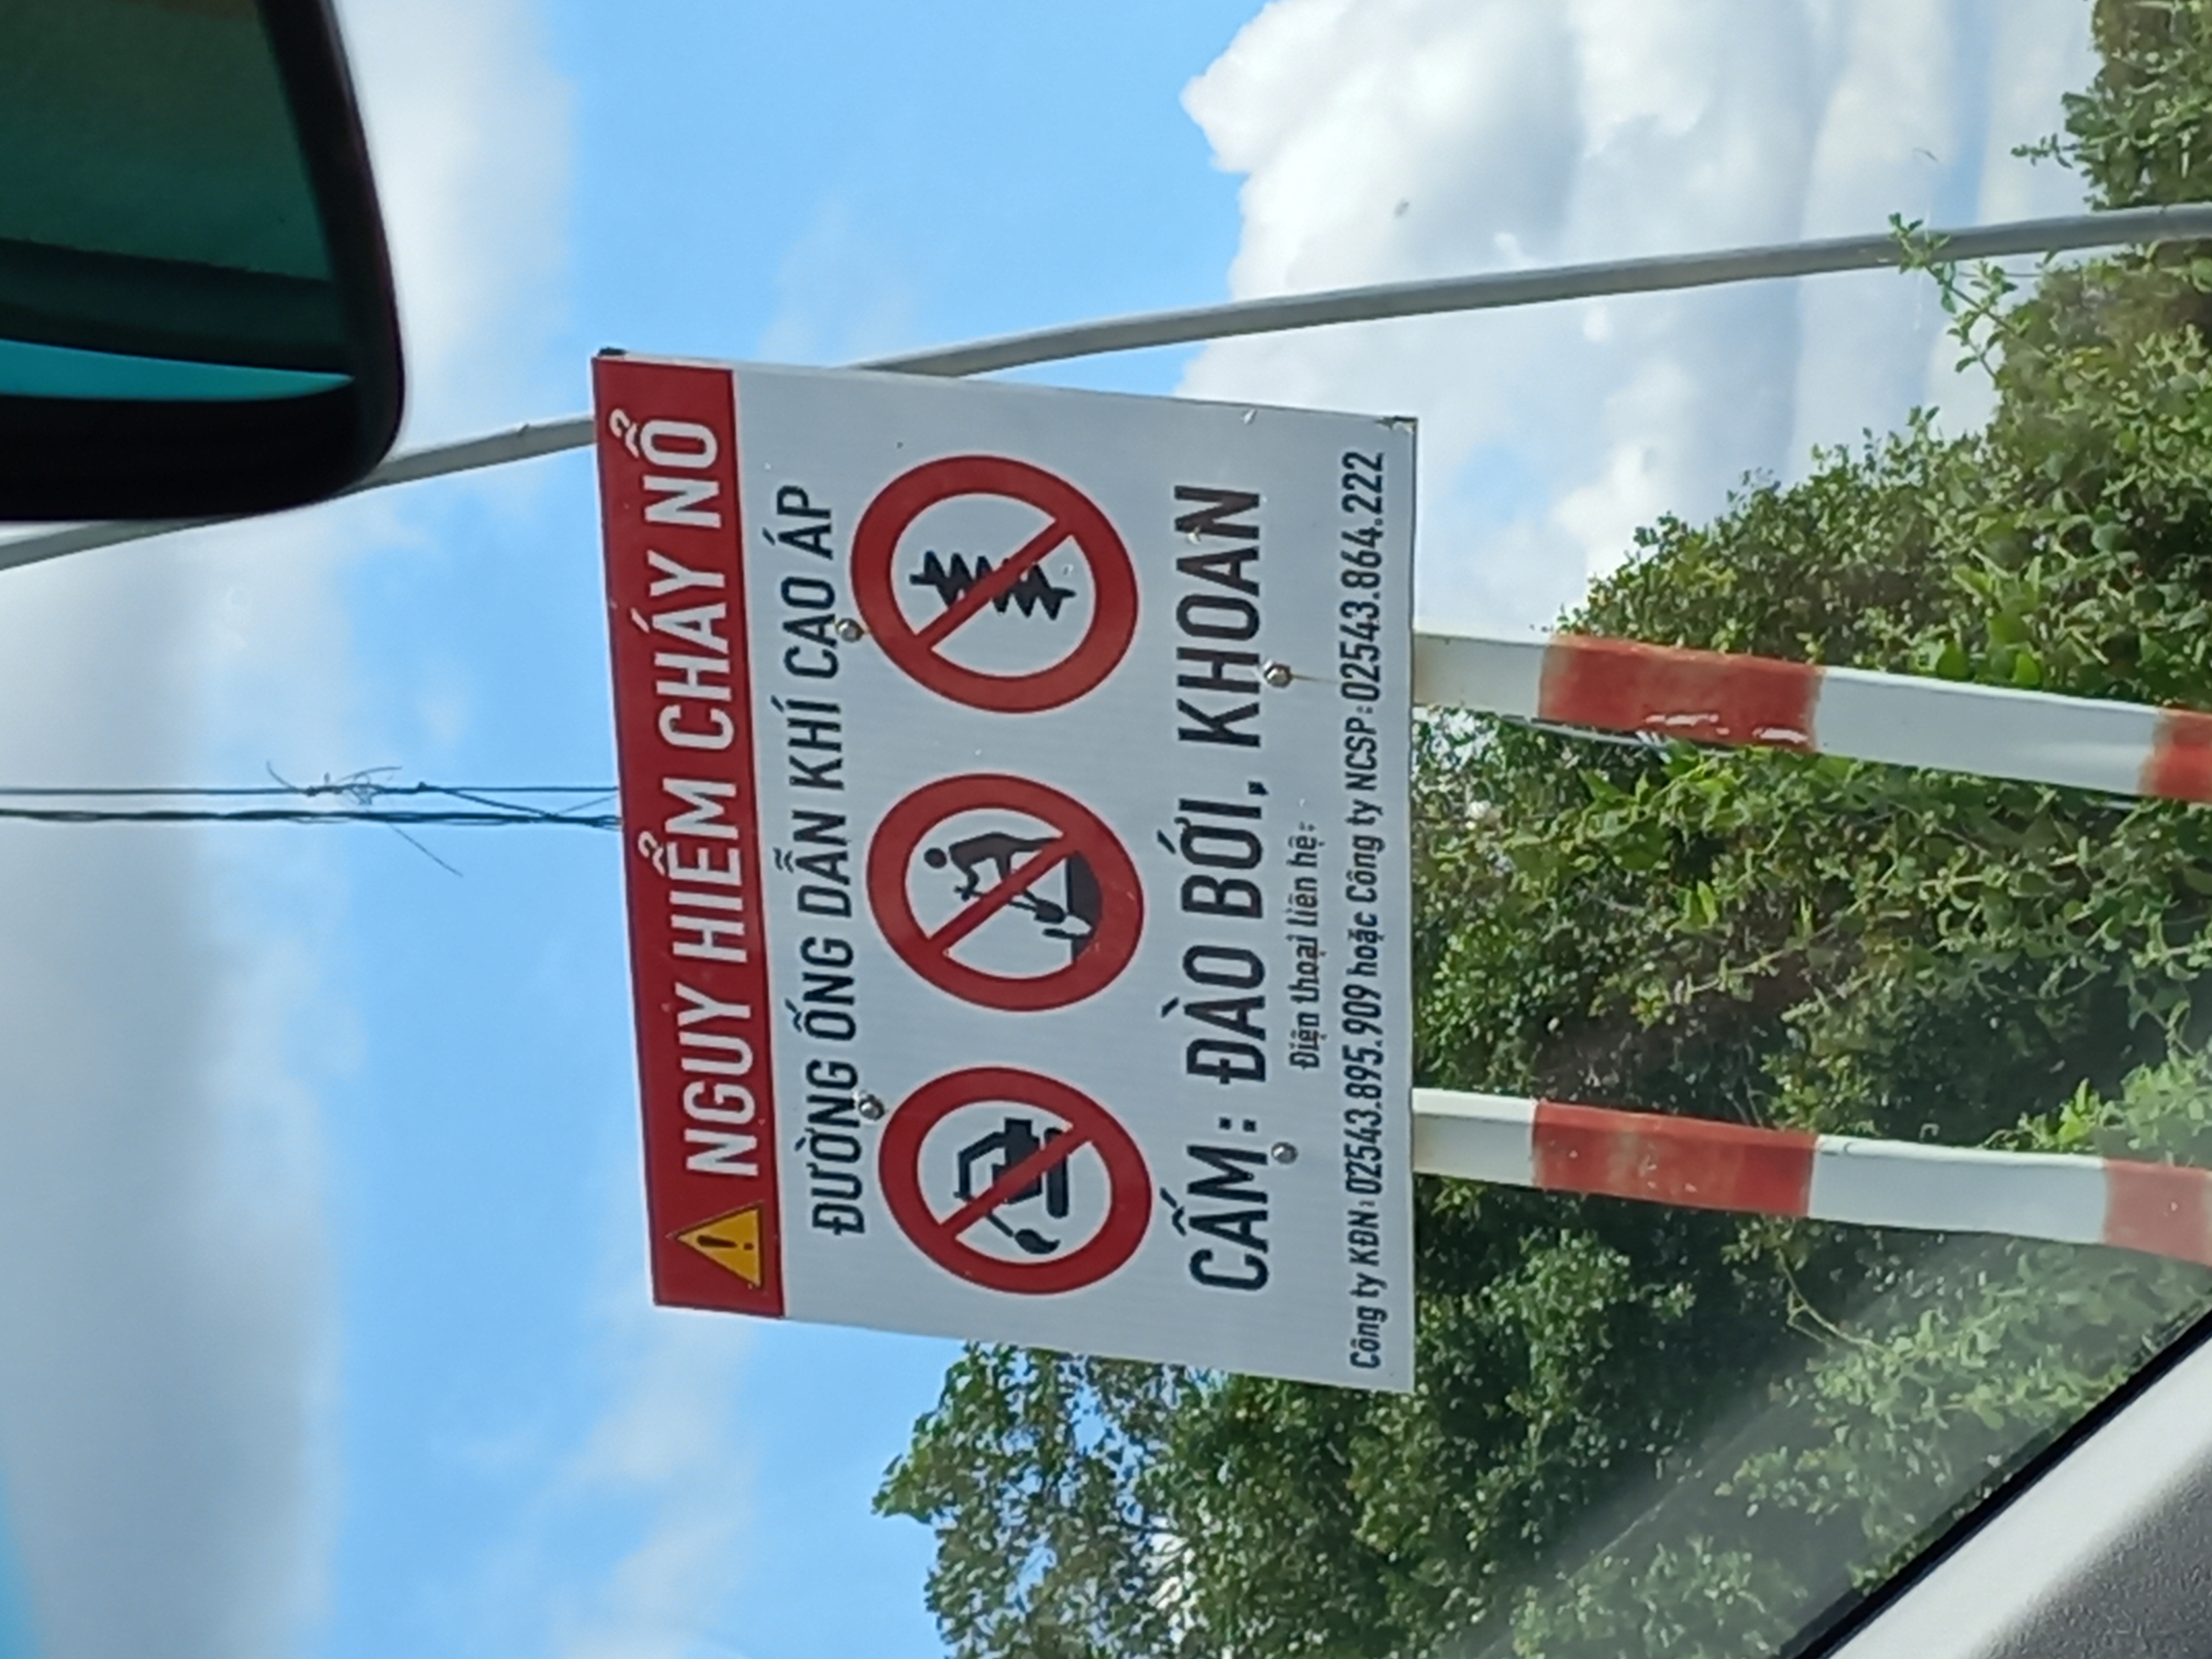 NGUY HIỂM CHÁY NỔ
ĐƯỜNG ỐNG DẪN KHÍ CAO ÁP
CẤM: ĐÀO BỚI, KHOAN
Điện thoại liên hệ:
Công ty KĐN: 02543.895.909 hoặc Công ty NCSP: 02543.864.222